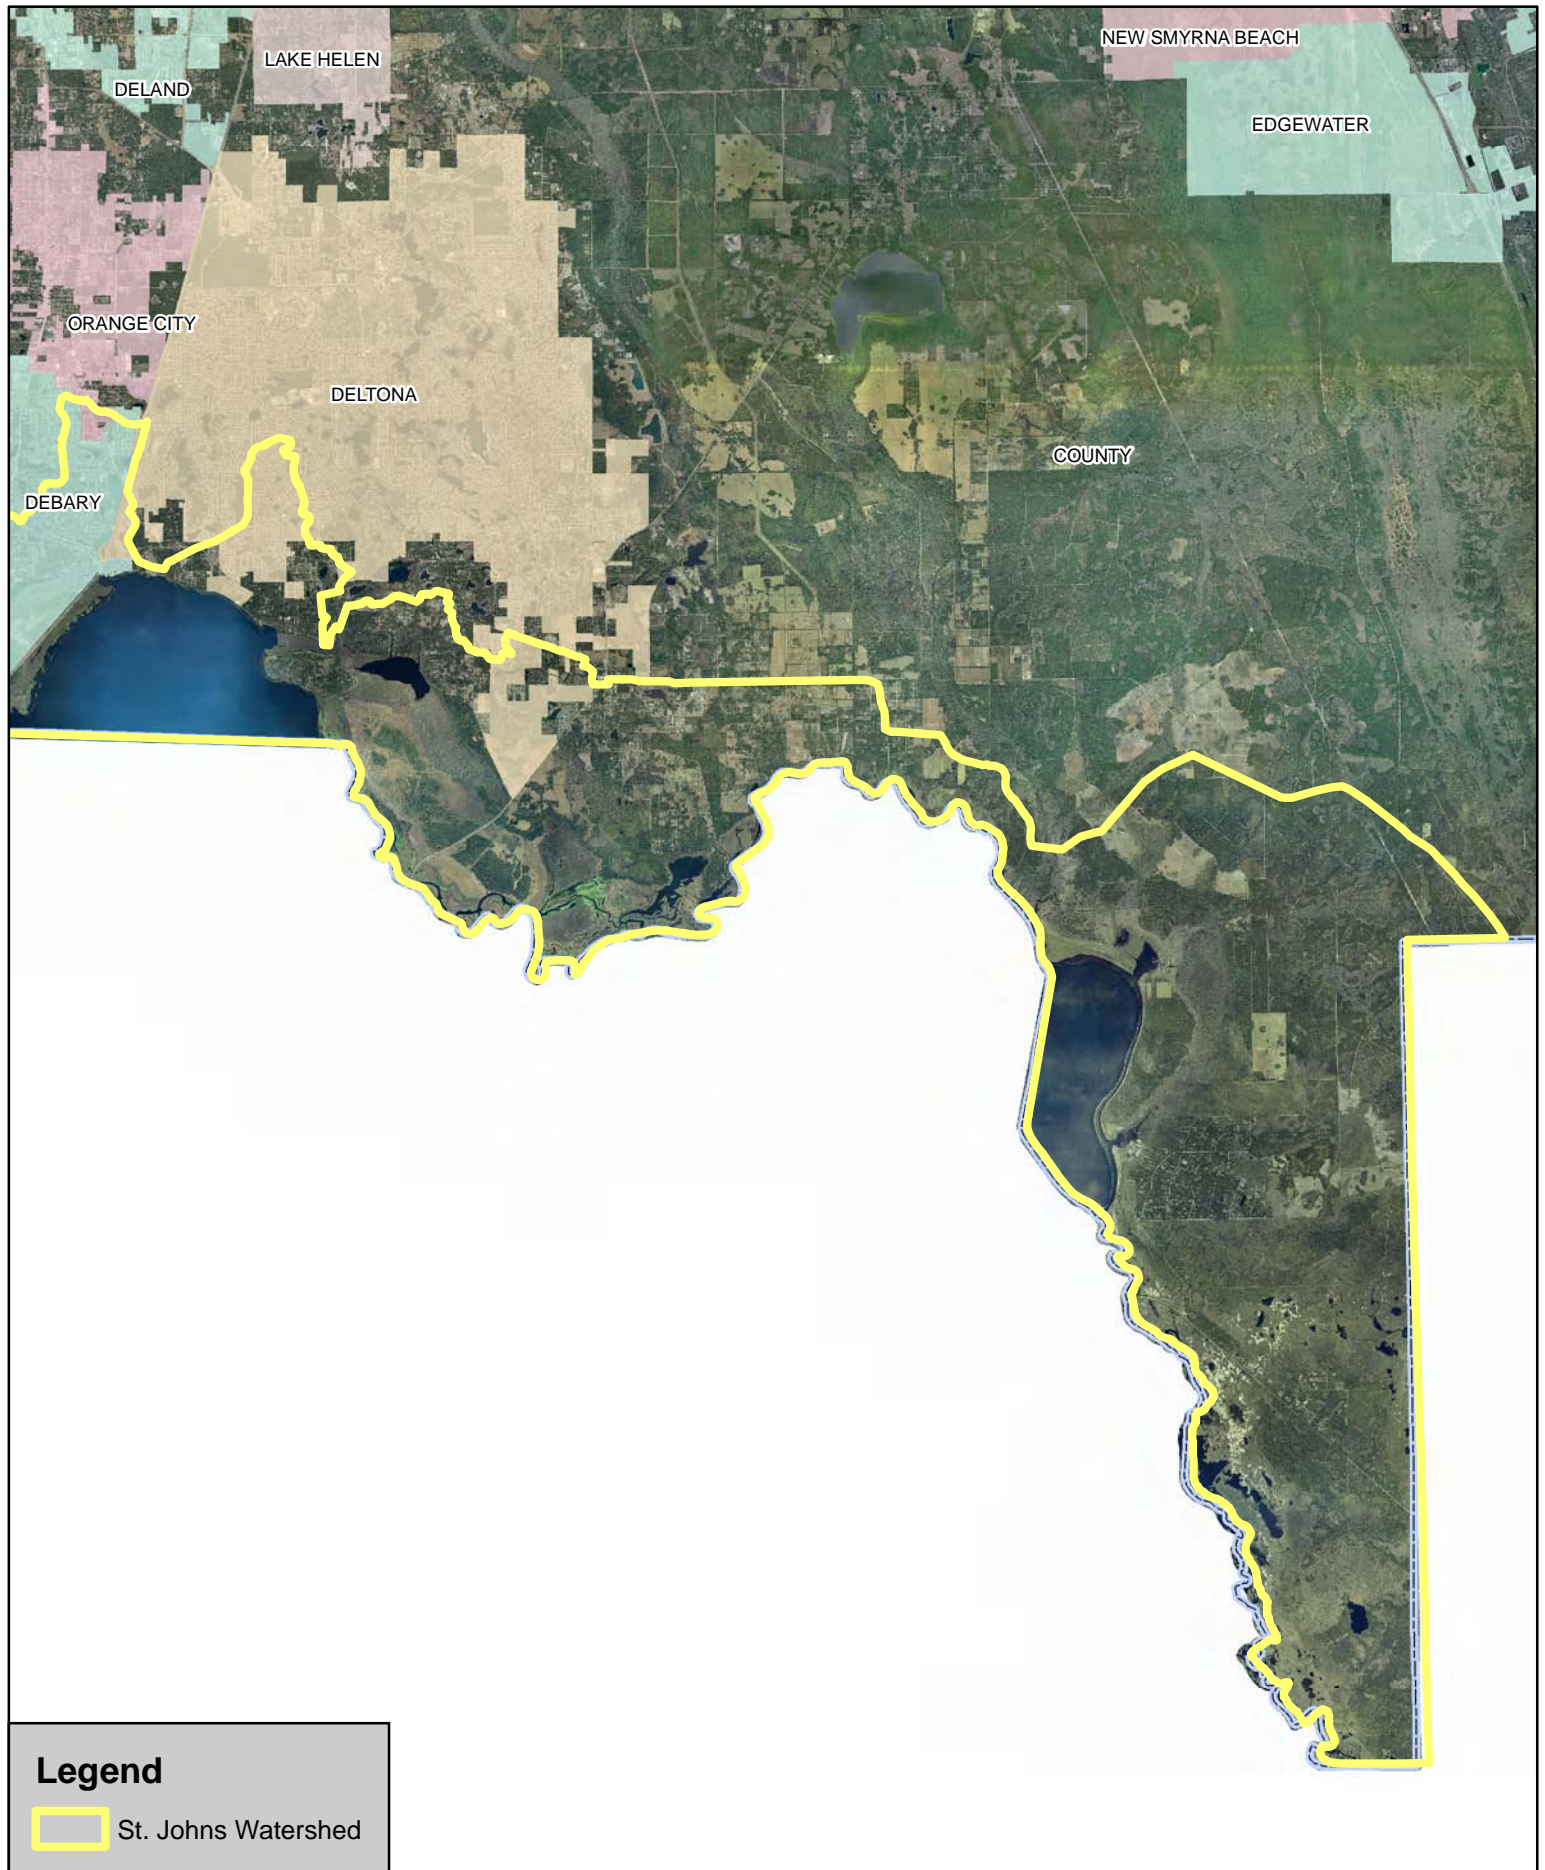 NEW SMYRNA BEACH
LAKE HELEN
DELAND
EDGEWATER
ORANGE CITY
DELTONA
COUNTY
DEBARY
Legend
St. Johns Watershed